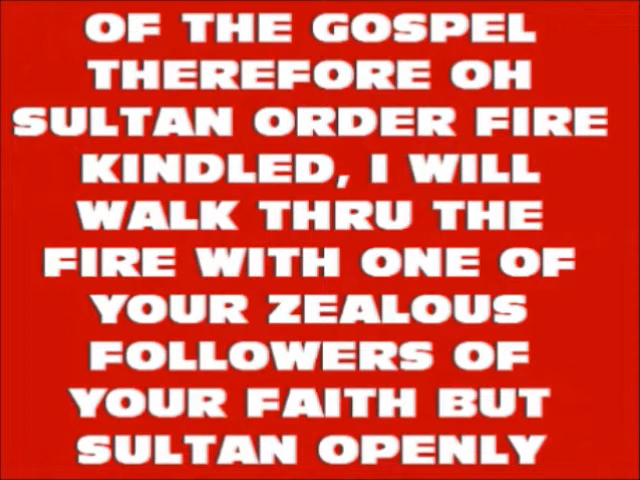 OF THE GOSPEL
THEREFORE OH
SULTAN ORDER FIRE
KINDLED, I WILL
WALK THRU THE
FIRE WITH ONE OF
YOUR ZEALOUS
FOLLOWERS OF
YOUR FAITH BUT
SULTAN OPENLY